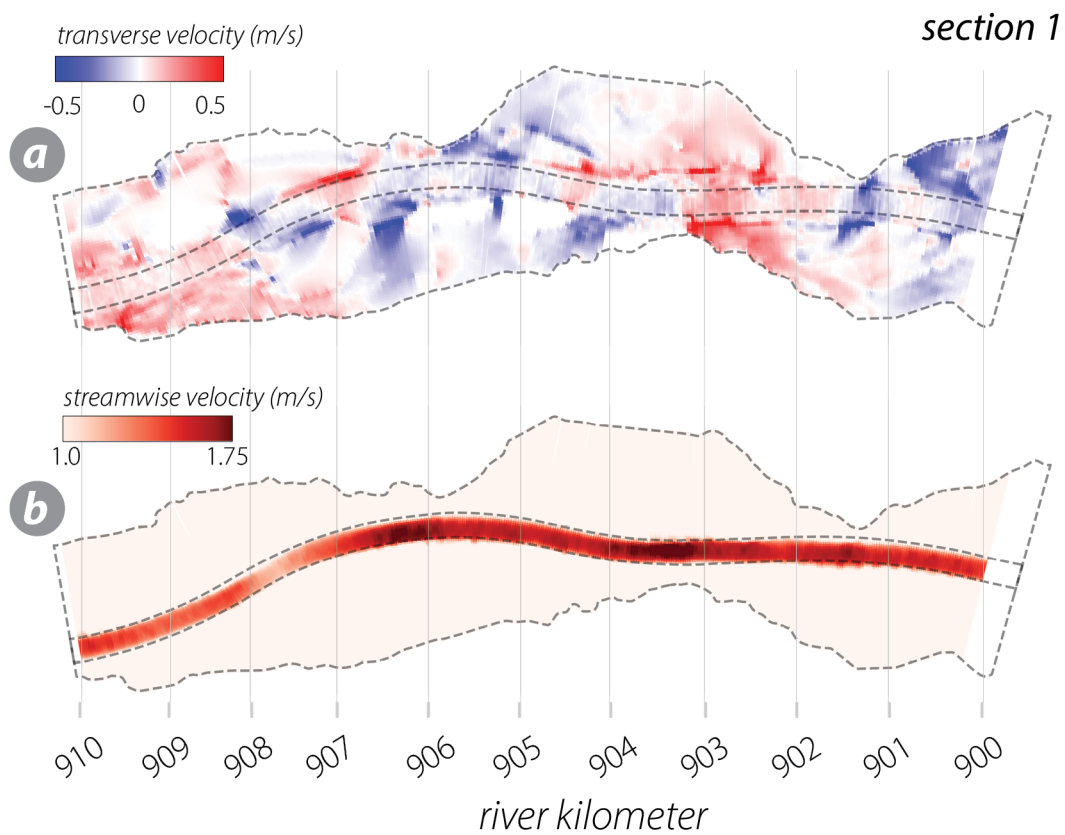 section 1
transverse velocity (m/s)
-0.5 0 0.5
a
streamwise velocity (m/s)
1.0 1.75
b
910 909 908 907 906 905 904 903 902 901 900
river kilometer